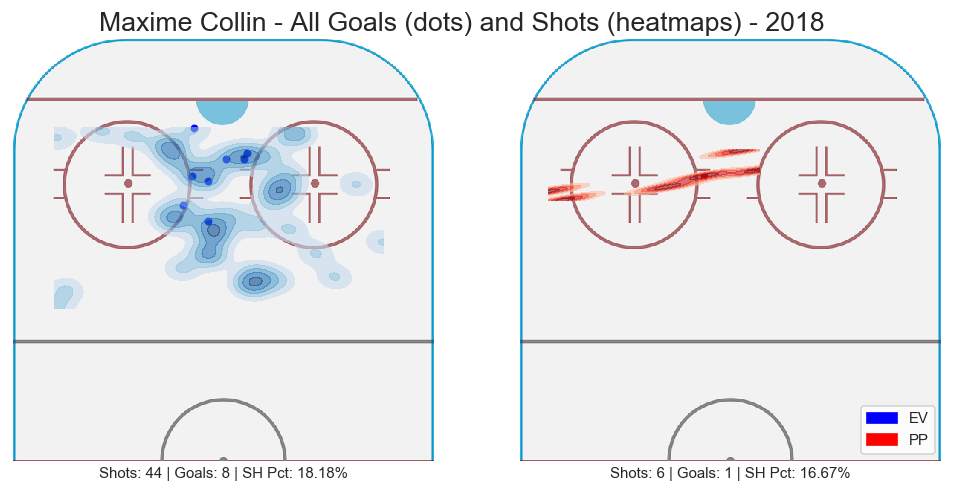 Maxime Collin - All Goals (dots) and Shots (heatmaps) - 2018
EV
PP
Shots: 44 | Goals: 8 | SH Pct: 18.18%
Shots: 6 | Goals: 1 | SH Pct: 16.67%